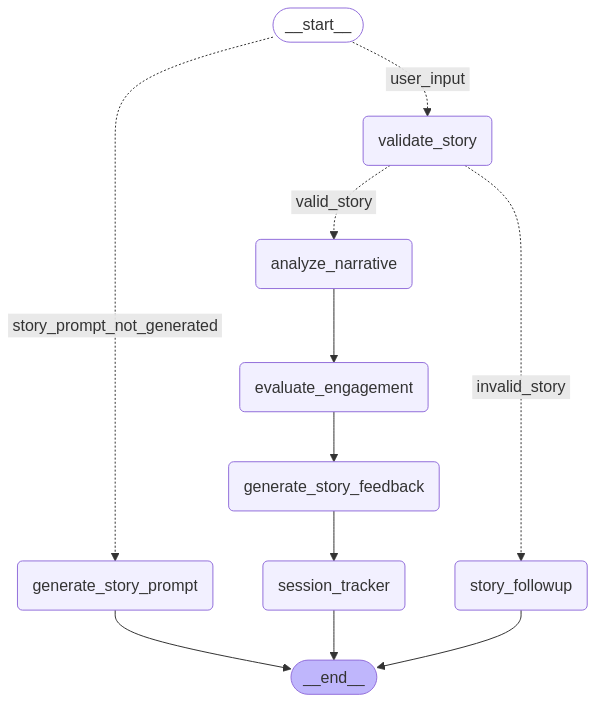 __start__
user_input
validate_story
valid_story
analyze_narrative
story_prompt_not_generated
evaluate_engagement
invalid_story
generate_story_feedback
generate_story_prompt
session_tracker
story_followup
__end__